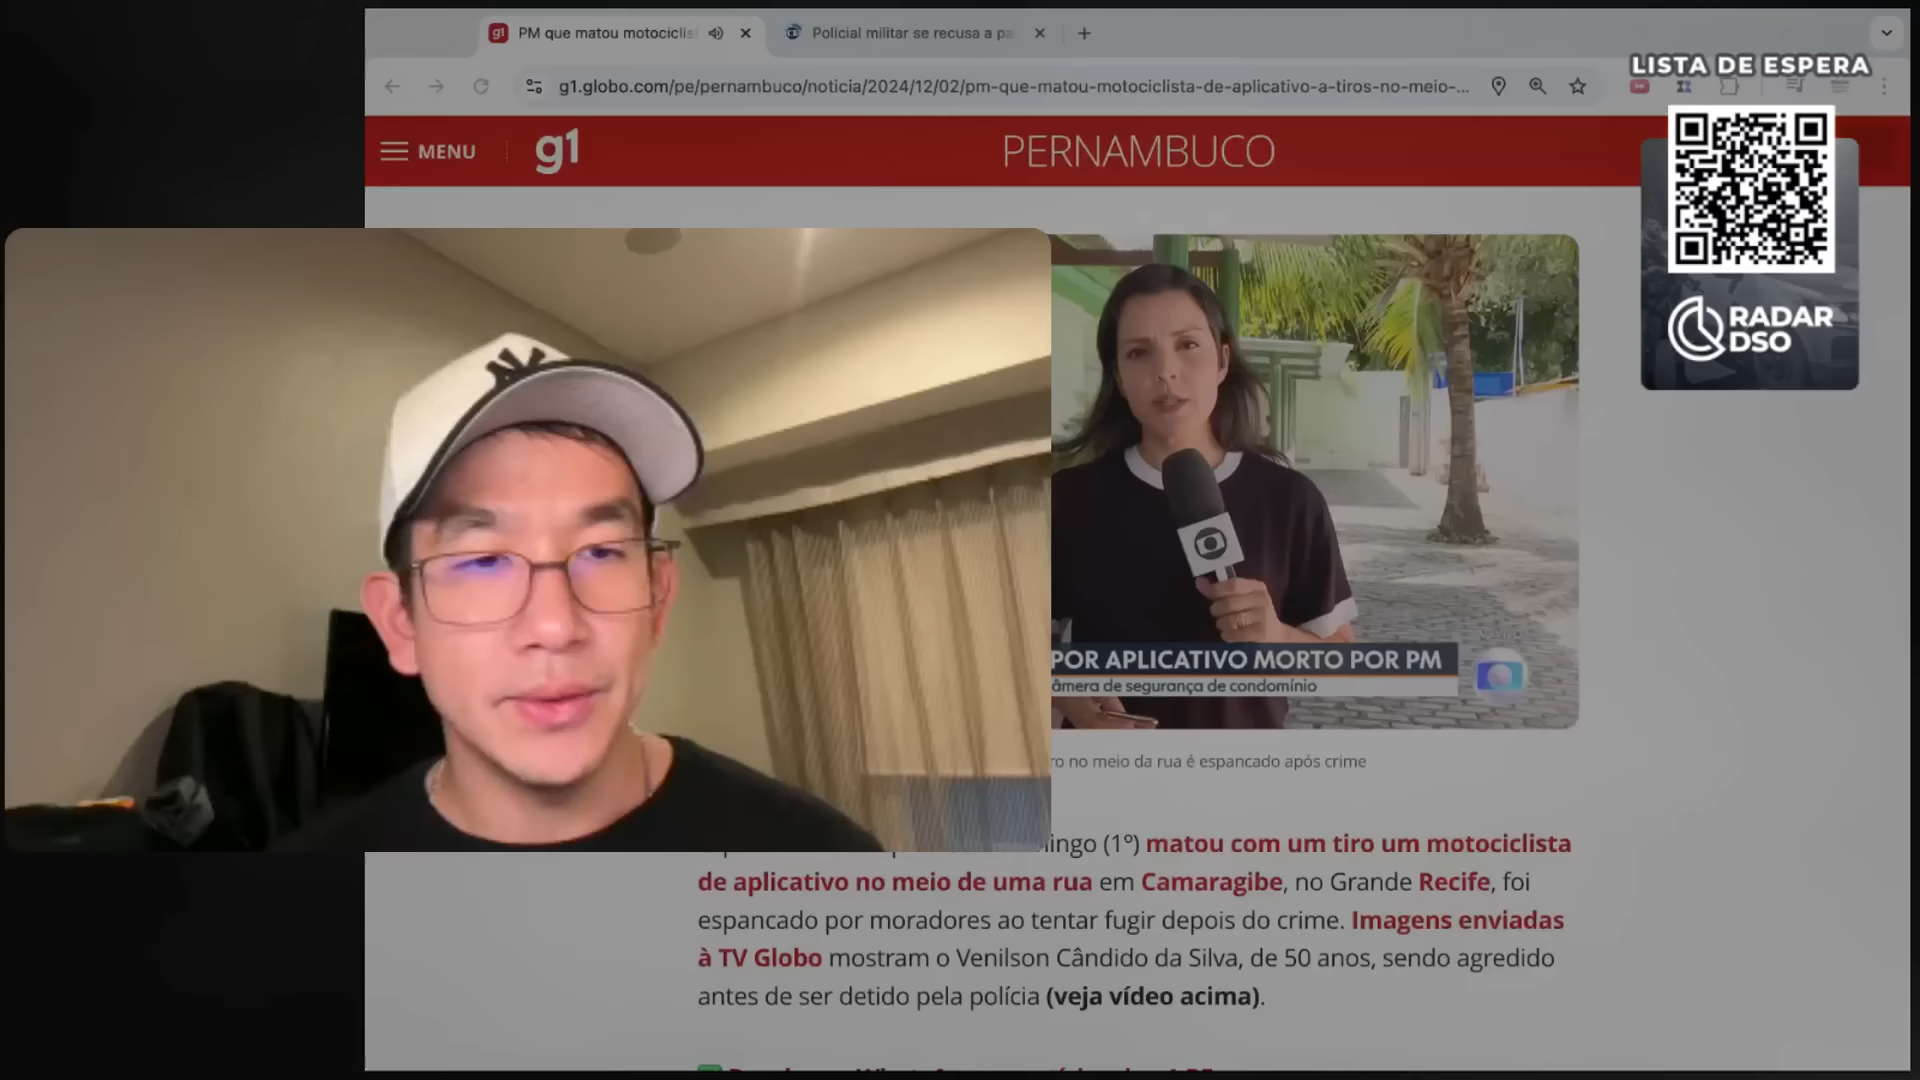 PM que matou motociclis
Policial militar se recusa a pa
g1.globo.com/pe/pernambuco/noticia/2024/12/02/pm-que-matou-motociclista-de-aplicativo-a-tiros-no-meio-...
LISTA DE ESPERA
MENU
g1
PERNAMBUCO
RADAR
DSO
POR APLICATIVO MORTO POR PM
âmera de segurança de condomínio
ro no meio da rua é espancado após crime
ingo (1º) matou com um tiro um motociclista
de aplicativo no meio de uma rua em Camaragibe, no Grande Recife, foi
espancado por moradores ao tentar fugir depois do crime. Imagens enviadas
à TV Globo mostram o Venilson Cândido da Silva, de 50 anos, sendo agredido
antes de ser detido pela polícia (veja vídeo acima).